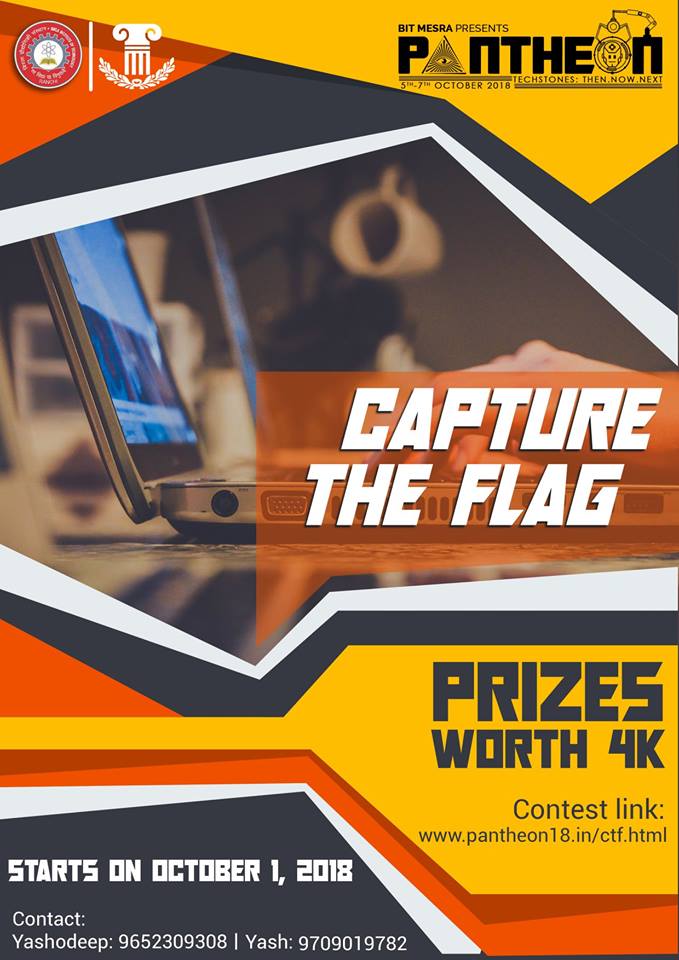 BIT MESRA PRESENTS
PANTHEON
TECHSTONES: THEN.NOW.NEXT
5TH-7TH OCTOBER 2018
RANCHI
CAPTURE
THE FLAG
PRIZES
WORTH 4K
Contest link:
www.pantheon18.in/ctf.html
STARTS ON OCTOBER 1, 2018
Contact:
Yashodeep: 9652309308 | Yash: 9709019782